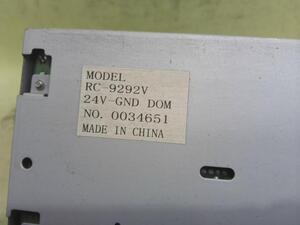 MODEL
RC-9292V
24V-GND DOM
NO. 0034651
MADE IN CHINA